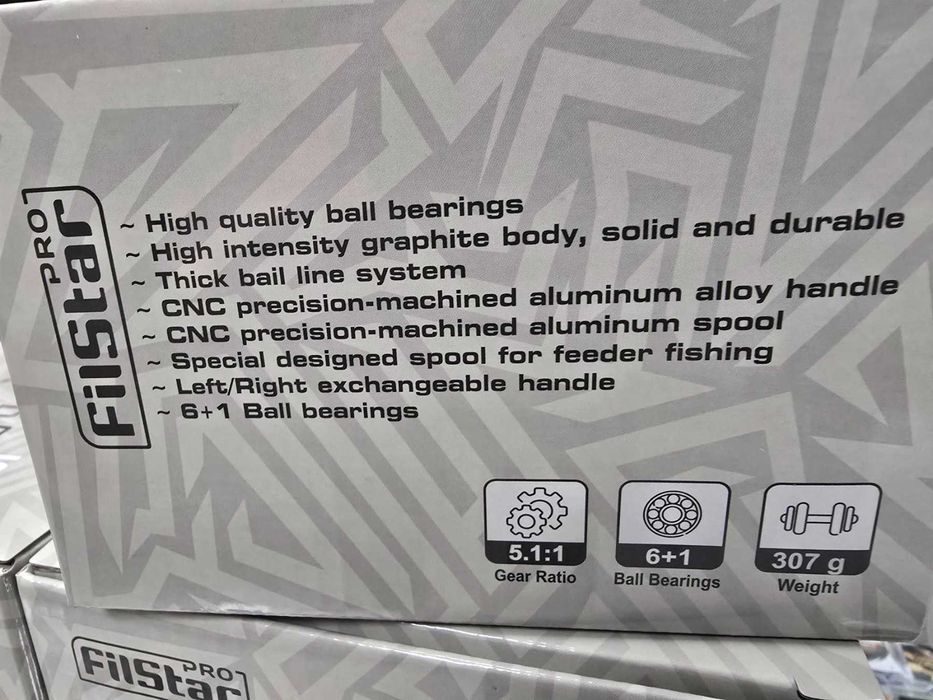 FilStar PRO
~ High quality ball bearings
~ High intensity graphite body, solid and durable
~ Thick bail line system
~ CNC precision-machined aluminum alloy handle
~ CNC precision-machined aluminum spool
~ Special designed spool for feeder fishing
~ Left/Right exchangeable handle
~ 6+1 Ball bearings
5.1:1
Gear Ratio
6+1
Ball Bearings
307 g
Weight
FilStar PRO